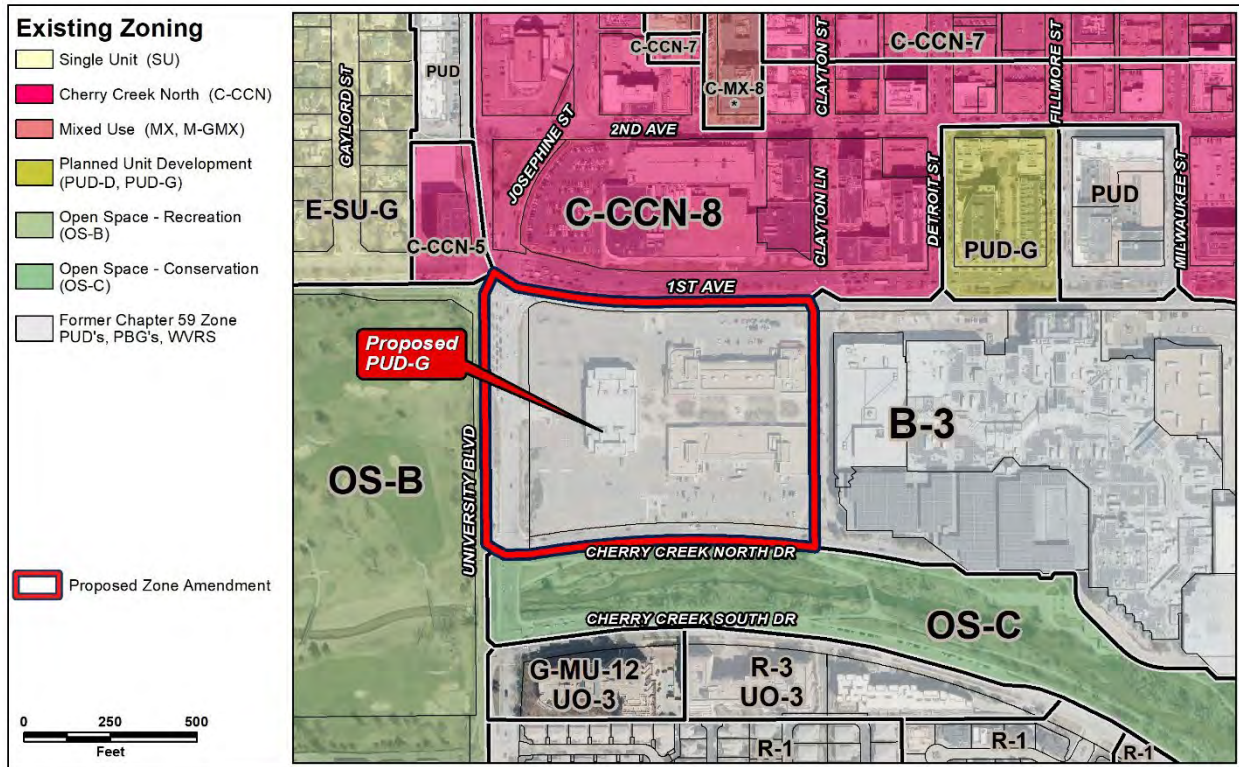 Existing Zoning
Single Unit (SU)
Cherry Creek North (C-CCN)
Mixed Use (MX, M-GMX)
Planned Unit Development
(PUD-D, PUD-G)
Open Space - Recreation
(OS-B)
Open Space - Conservation
(OS-C)
Former Chapter 59 Zone
PUD's, PBG's, WVRS
Proposed Zone Amendment
0 250 500
Feet
GAYLORD ST
PUD
JOSEPHINE ST
C-CCN-7
C-MX-8
*
CLAYTON ST
C-CCN-7
FILLMORE ST
2ND AVE
E-SU-G
C-CCN-5
C-CCN-8
CLAYTON LN
DETROIT ST
PUD-G
PUD
MILWAUKEE ST
1ST AVE
Proposed
PUD-G
OS-B
UNIVERSITY BLVD
B-3
CHERRY CREEK NORTH DR
CHERRY CREEK SOUTH DR
OS-C
G-MU-12
UO-3
R-3
UO-3
R-1
R-1
R-1